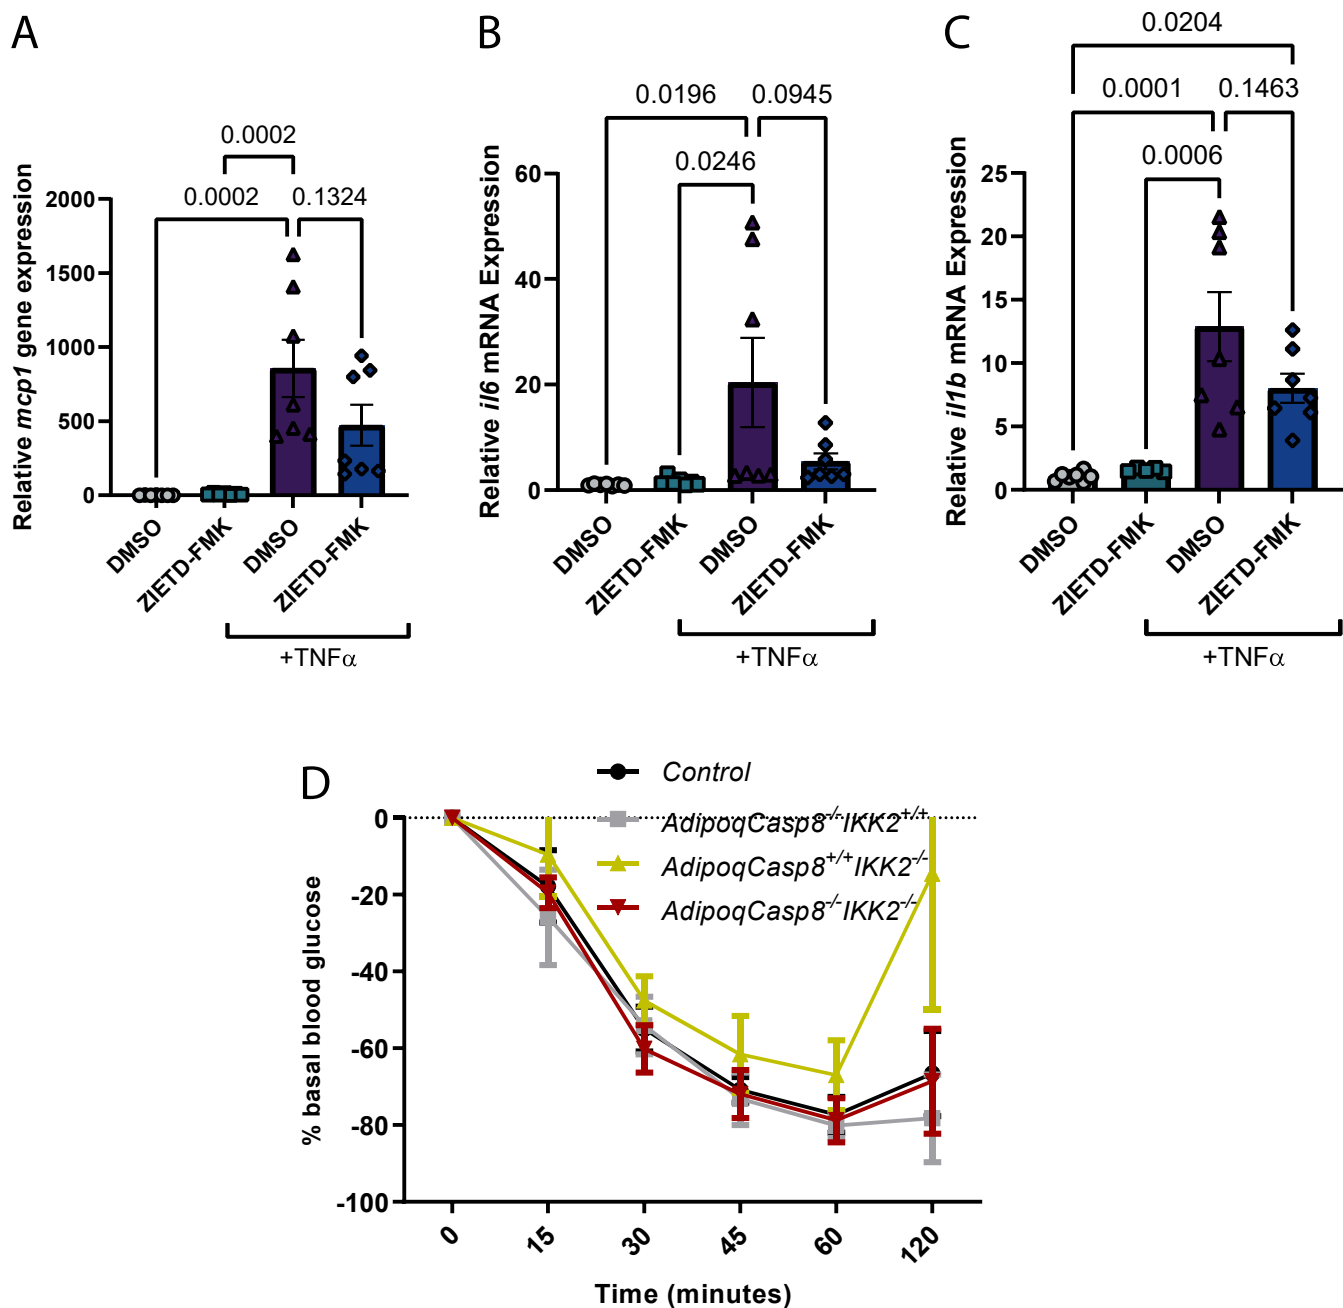 A
B
C
0.0002
0.0002
0.1324
Relative mcp1 gene expression
2000
1500
1000
500
0
DMSO
ZIETD-FMK
DMSO
ZIETD-FMK
+TNFα
0.0196
0.0945
0.0246
Relative il6 mRNA Expression
60
40
20
0
DMSO
ZIETD-FMK
DMSO
ZIETD-FMK
+TNFα
0.0204
0.0001
0.1463
0.0006
Relative il1b mRNA Expression
25
20
15
10
5
0
DMSO
ZIETD-FMK
DMSO
ZIETD-FMK
+TNFα
D
Control
AdipoqCasp8-/-IKK2+/+
AdipoqCasp8+/+IKK2-/-
AdipoqCasp8-/-IKK2-/-
% basal blood glucose
0
-20
-40
-60
-80
-100
0
15
30
45
60
120
Time (minutes)